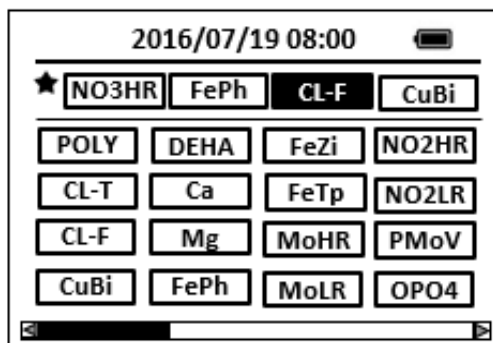 2016/07/19 08:00
NO3HR FePh CL-F CuBi
POLY DEHA FeZi NO2HR
CL-T Ca FeTp NO2LR
CL-F Mg MoHR PMoV
CuBi FePh MoLR OPO4